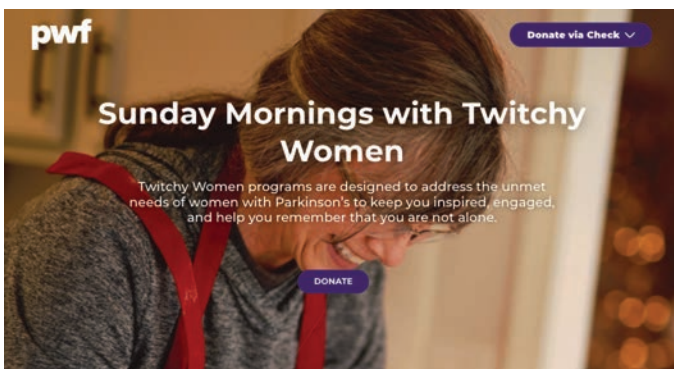 pwf
Donate via Check
Sunday Mornings with Twitchy
Women
Twitchy Women programs are designed to address the unmet
needs of women with Parkinson's to keep you inspired, engaged,
and help you remember that you are not alone.
DONATE